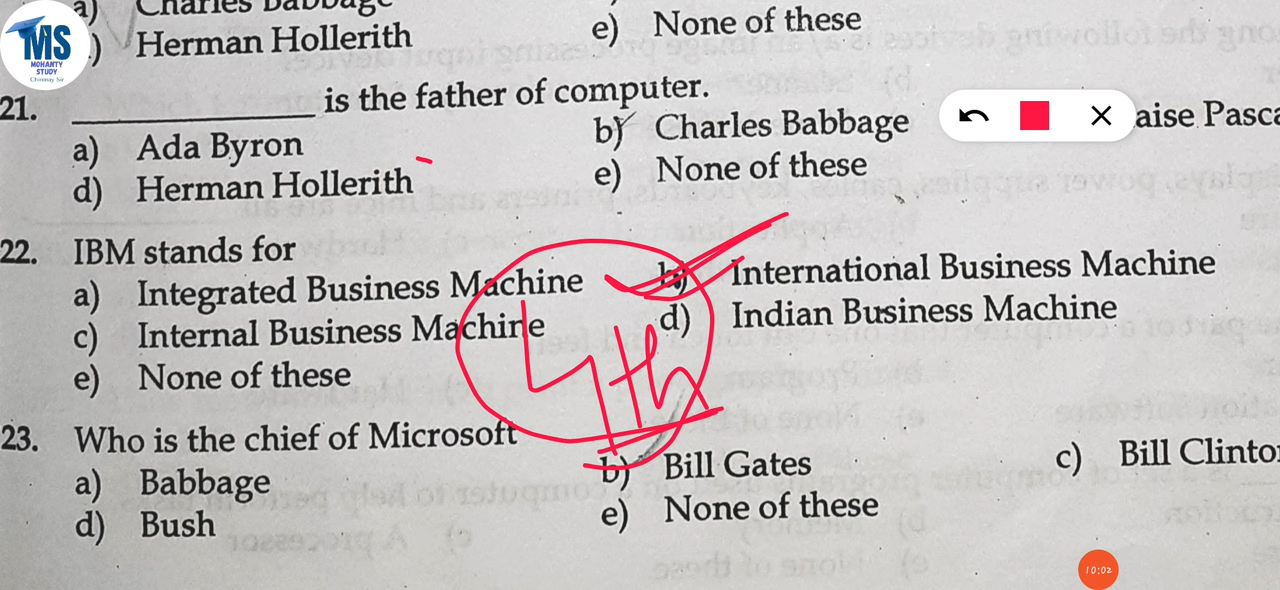 a) Charles Babbage
MS
MOHANTY
STUDY
Chinmay Sir
) Herman Hollerith e) None of these
21. ____________ is the father of computer.
a) Ada Byron b) Charles Babbage aise Pasca
d) Herman Hollerith e) None of these
22. IBM stands for
a) Integrated Business Machine b) International Business Machine
c) Internal Business Machine d) Indian Business Machine
e) None of these
4th
23. Who is the chief of Microsoft
a) Babbage b) Bill Gates c) Bill Clinto
d) Bush e) None of these
10:02